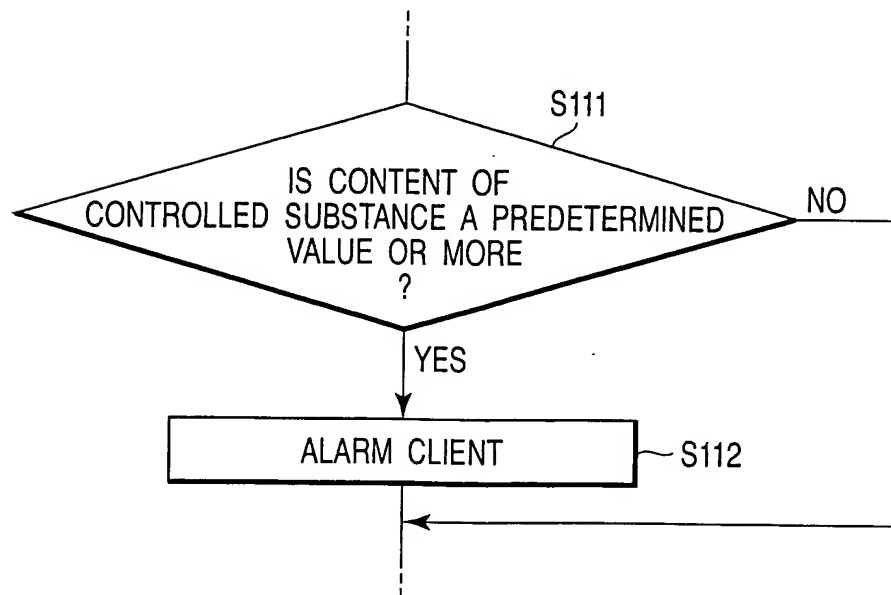 S111
IS CONTENT OF
CONTROLLED SUBSTANCE A PREDETERMINED
VALUE OR MORE
?
NO
YES
ALARM CLIENT
S112